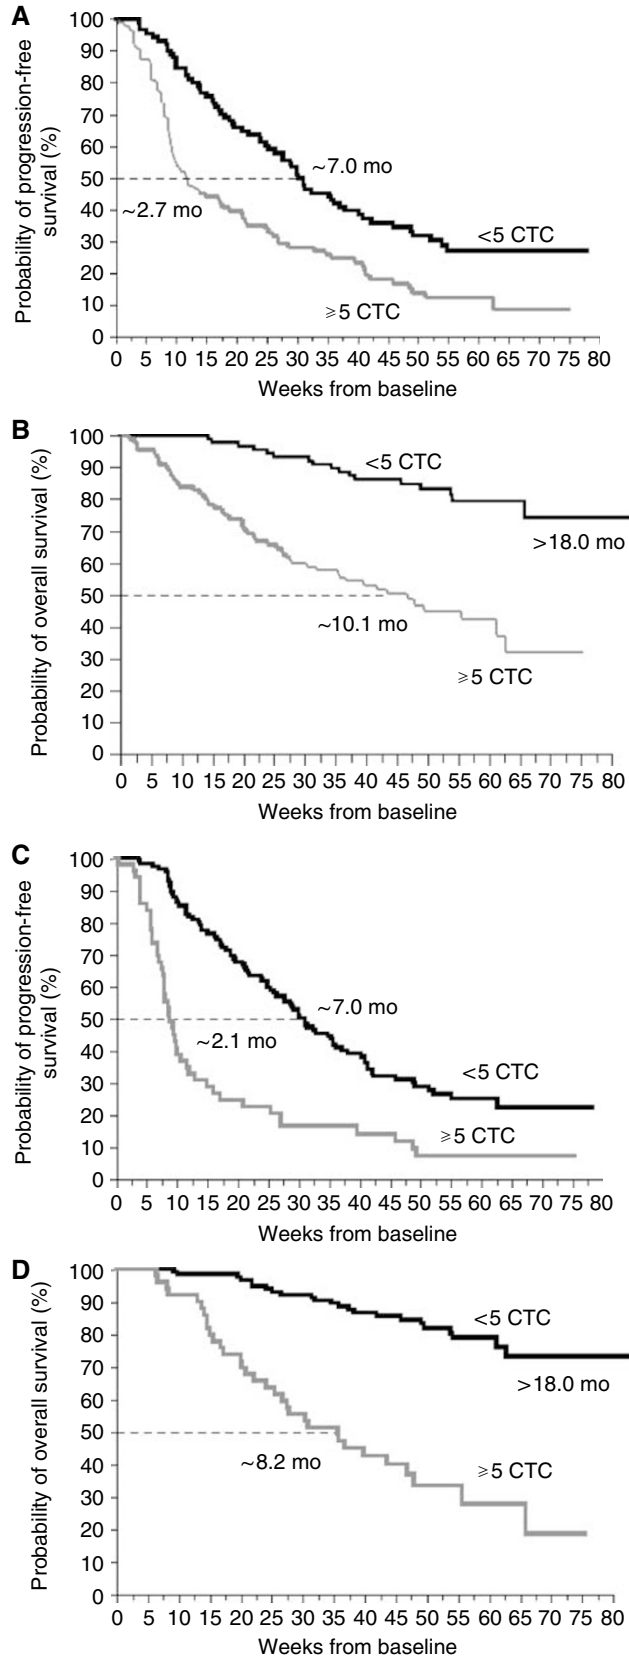 A
Probability of progression-free
survival (%)
100
90
80
70
60
50
40
30
20
10
0
~7.0 mo
~2.7 mo
<5 CTC
≥5 CTC
0 5 10 15 20 25 30 35 40 45 50 55 60 65 70 75 80
Weeks from baseline
B
Probability of overall survival (%)
100
90
80
70
60
50
40
30
20
10
0
<5 CTC
>18.0 mo
~10.1 mo
≥5 CTC
0 5 10 15 20 25 30 35 40 45 50 55 60 65 70 75 80
Weeks from baseline
C
Probability of progression-free
survival (%)
100
90
80
70
60
50
40
30
20
10
0
~7.0 mo
~2.1 mo
<5 CTC
≥5 CTC
0 5 10 15 20 25 30 35 40 45 50 55 60 65 70 75 80
Weeks from baseline
D
Probability of overall survival (%)
100
90
80
70
60
50
40
30
20
10
0
<5 CTC
>18.0 mo
~8.2 mo
≥5 CTC
0 5 10 15 20 25 30 35 40 45 50 55 60 65 70 75 80
Weeks from baseline